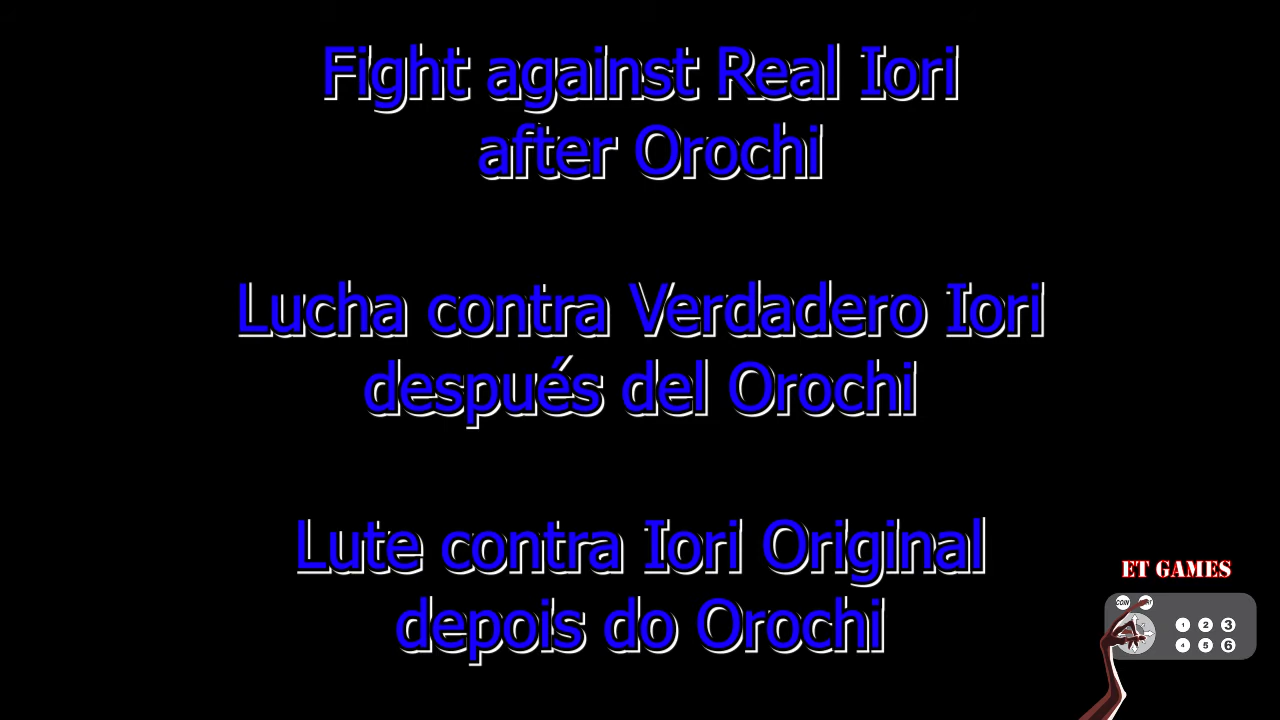 Fight against Real Iori
after Orochi
Lucha contra Verdadero Iori
después del Orochi
Lute contra Iori Original
depois do Orochi
ET GAMES
COIN
1 2 3
4 5 6